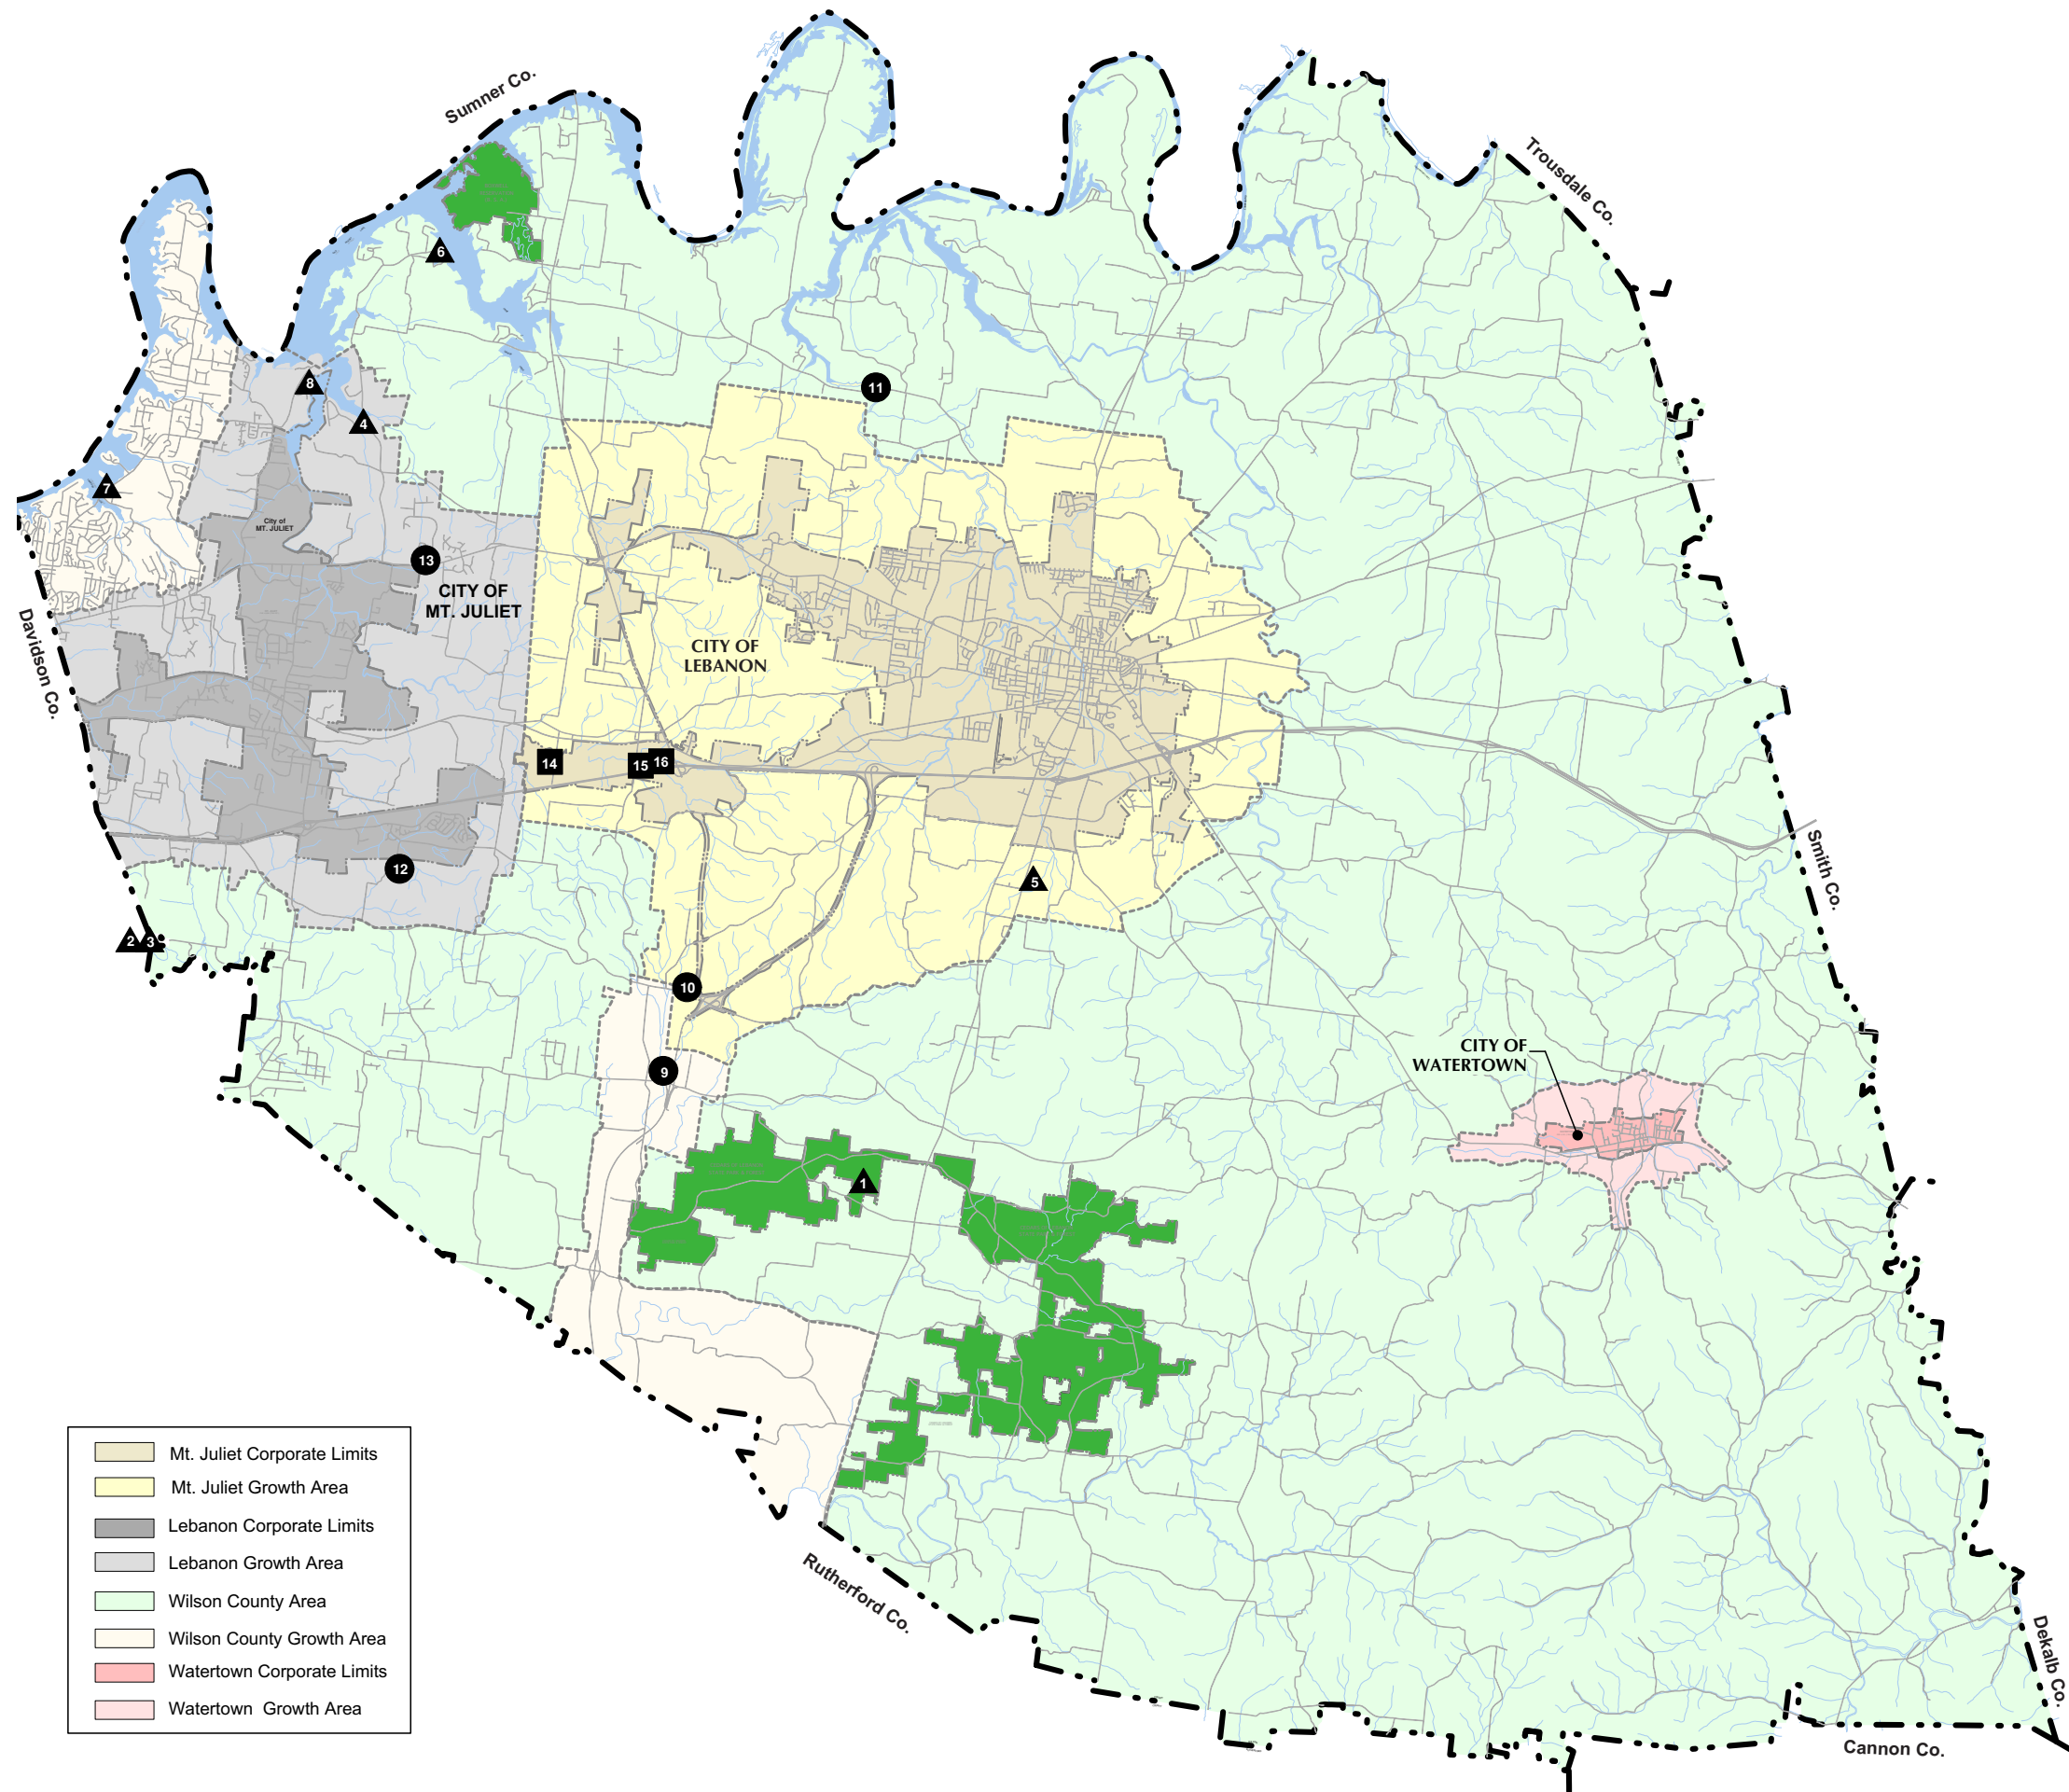 Sumner Co.
Trousdale Co.
6
8
11
4
7
City of
MT. JULIET
13
CITY OF
MT. JULIET
Davidson Co.
CITY OF
LEBANON
14
15
16
12
5
Smith Co.
2
3
10
9
CITY OF
WATERTOWN
1
Mt. Juliet Corporate Limits
Mt. Juliet Growth Area
Lebanon Corporate Limits
Lebanon Growth Area
Wilson County Area
Wilson County Growth Area
Watertown Corporate Limits
Watertown Growth Area
Rutherford Co.
Dekalb Co.
Cannon Co.